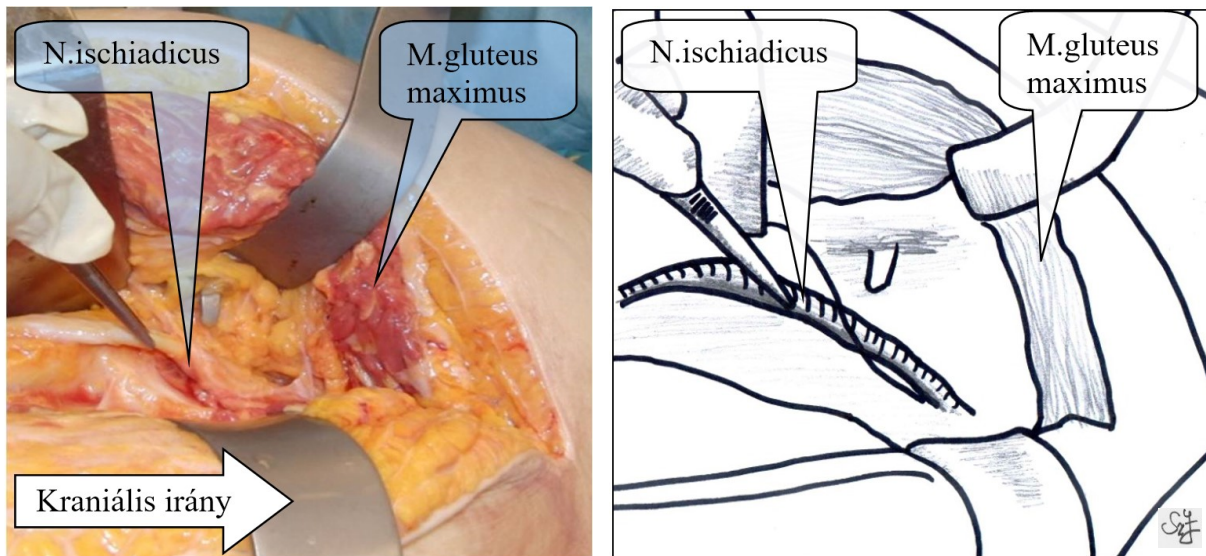 N.ischiadicus
M.gluteus
maximus
Kraniális irány
N.ischiadicus
M.gluteus
maximus